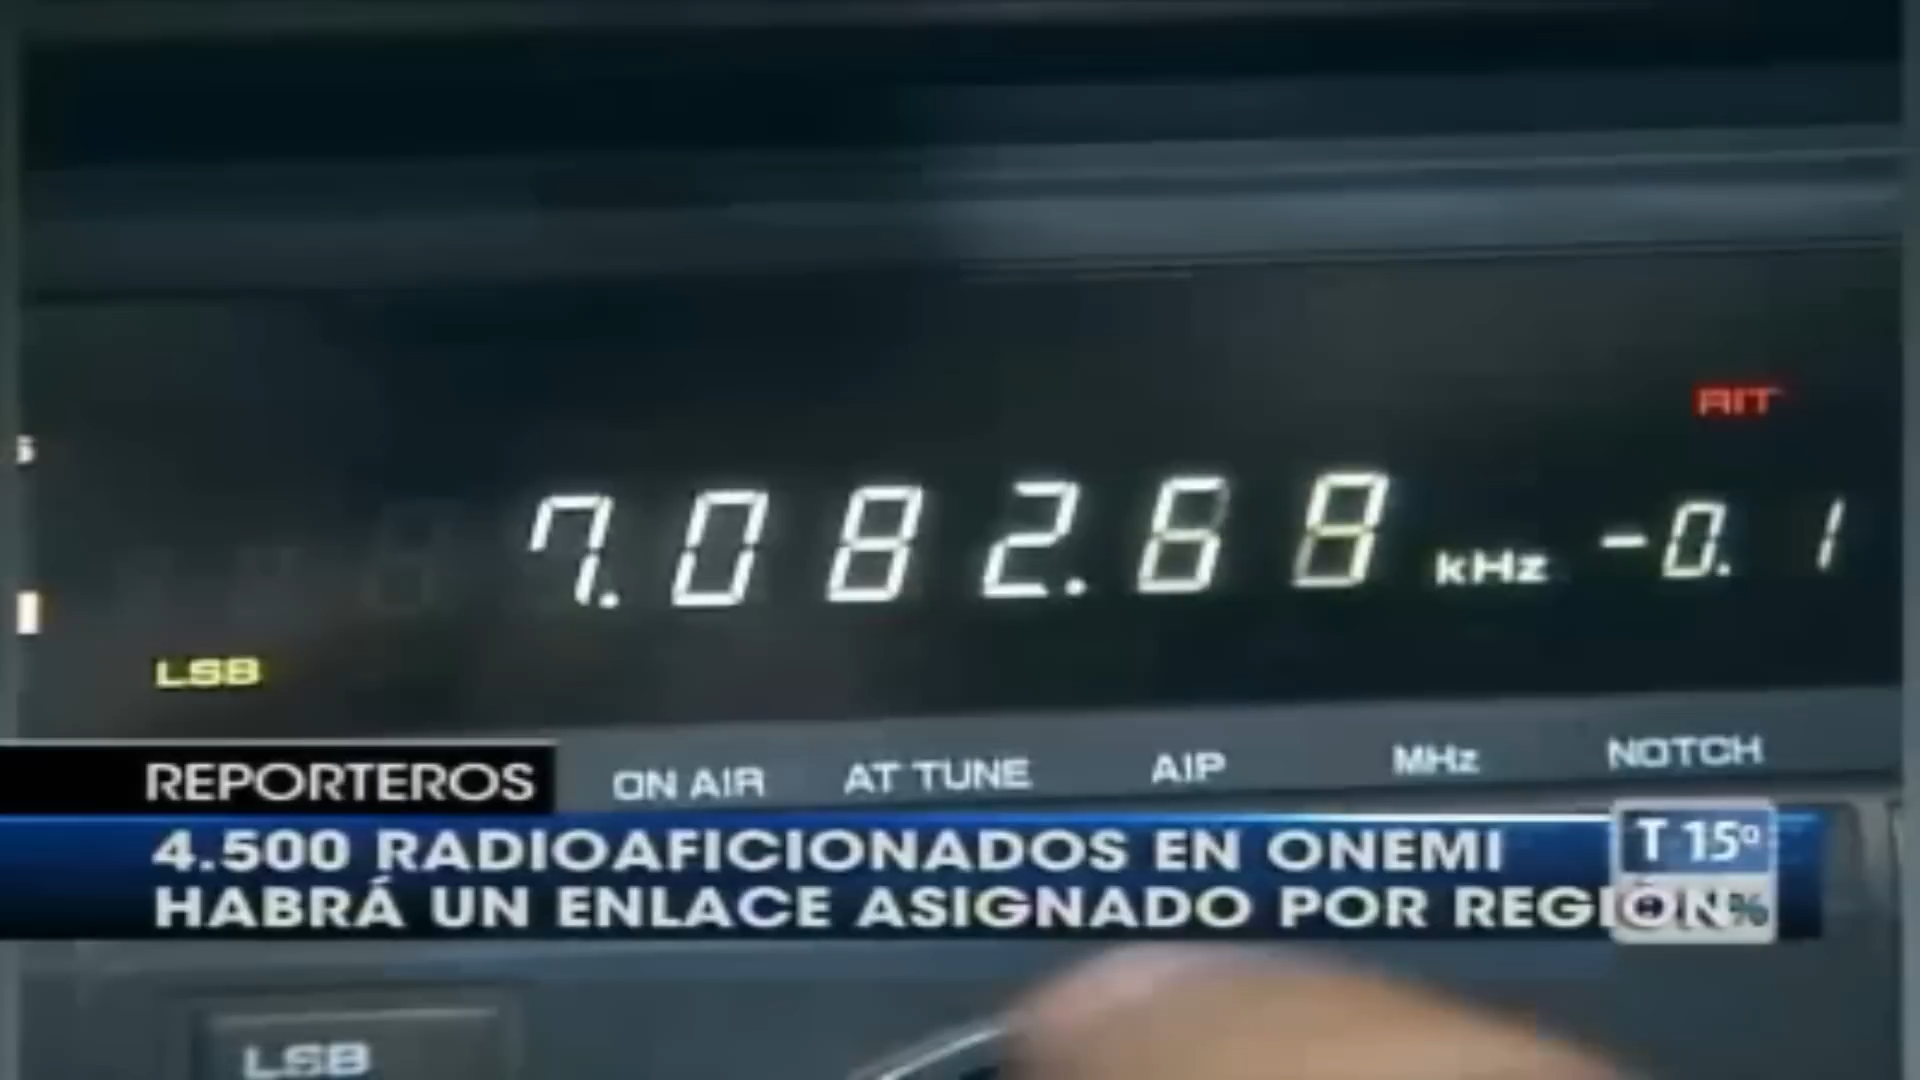 RIT
7.082.68 kHz -0.1
LSB
ON AIR AT TUNE AIP MHz NOTCH
REPORTEROS
4.500 RADIOAFICIONADOS EN ONEMI
HABRÁ UN ENLACE ASIGNADO POR REGIÓN
T 15º
LSB